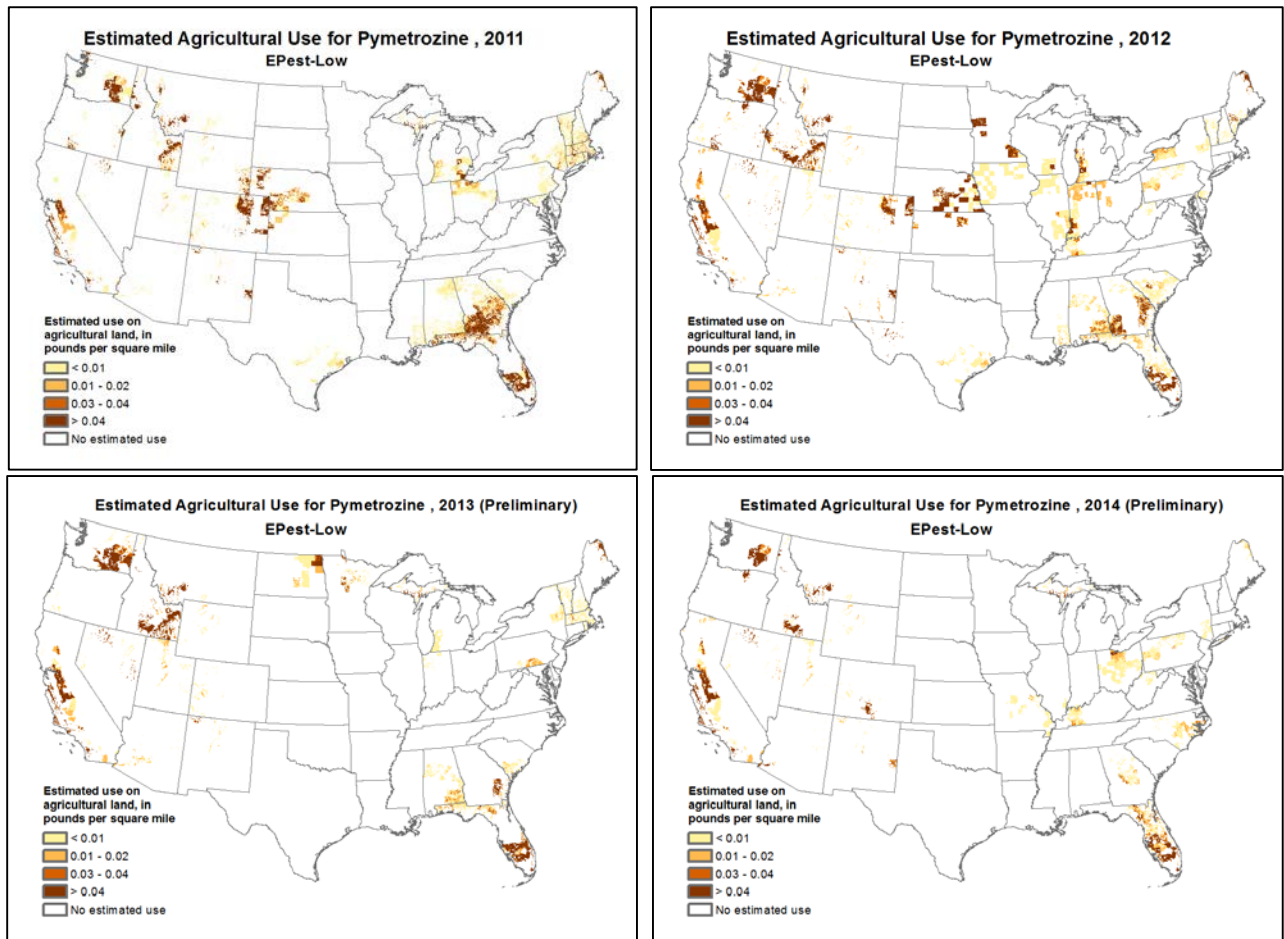 Estimated Agricultural Use for Pymetrozine , 2011
EPest-Low
Estimated use on
agricultural land, in
pounds per square mile
< 0.01
0.01 - 0.02
0.03 - 0.04
> 0.04
No estimated use
Estimated Agricultural Use for Pymetrozine , 2012
EPest-Low
Estimated use on
agricultural land, in
pounds per square mile
< 0.01
0.01 - 0.02
0.03 - 0.04
> 0.04
No estimated use
Estimated Agricultural Use for Pymetrozine , 2013 (Preliminary)
EPest-Low
Estimated use on
agricultural land, in
pounds per square mile
< 0.01
0.01 - 0.02
0.03 - 0.04
> 0.04
No estimated use
Estimated Agricultural Use for Pymetrozine , 2014 (Preliminary)
EPest-Low
Estimated use on
agricultural land, in
pounds per square mile
< 0.01
0.01 - 0.02
0.03 - 0.04
> 0.04
No estimated use